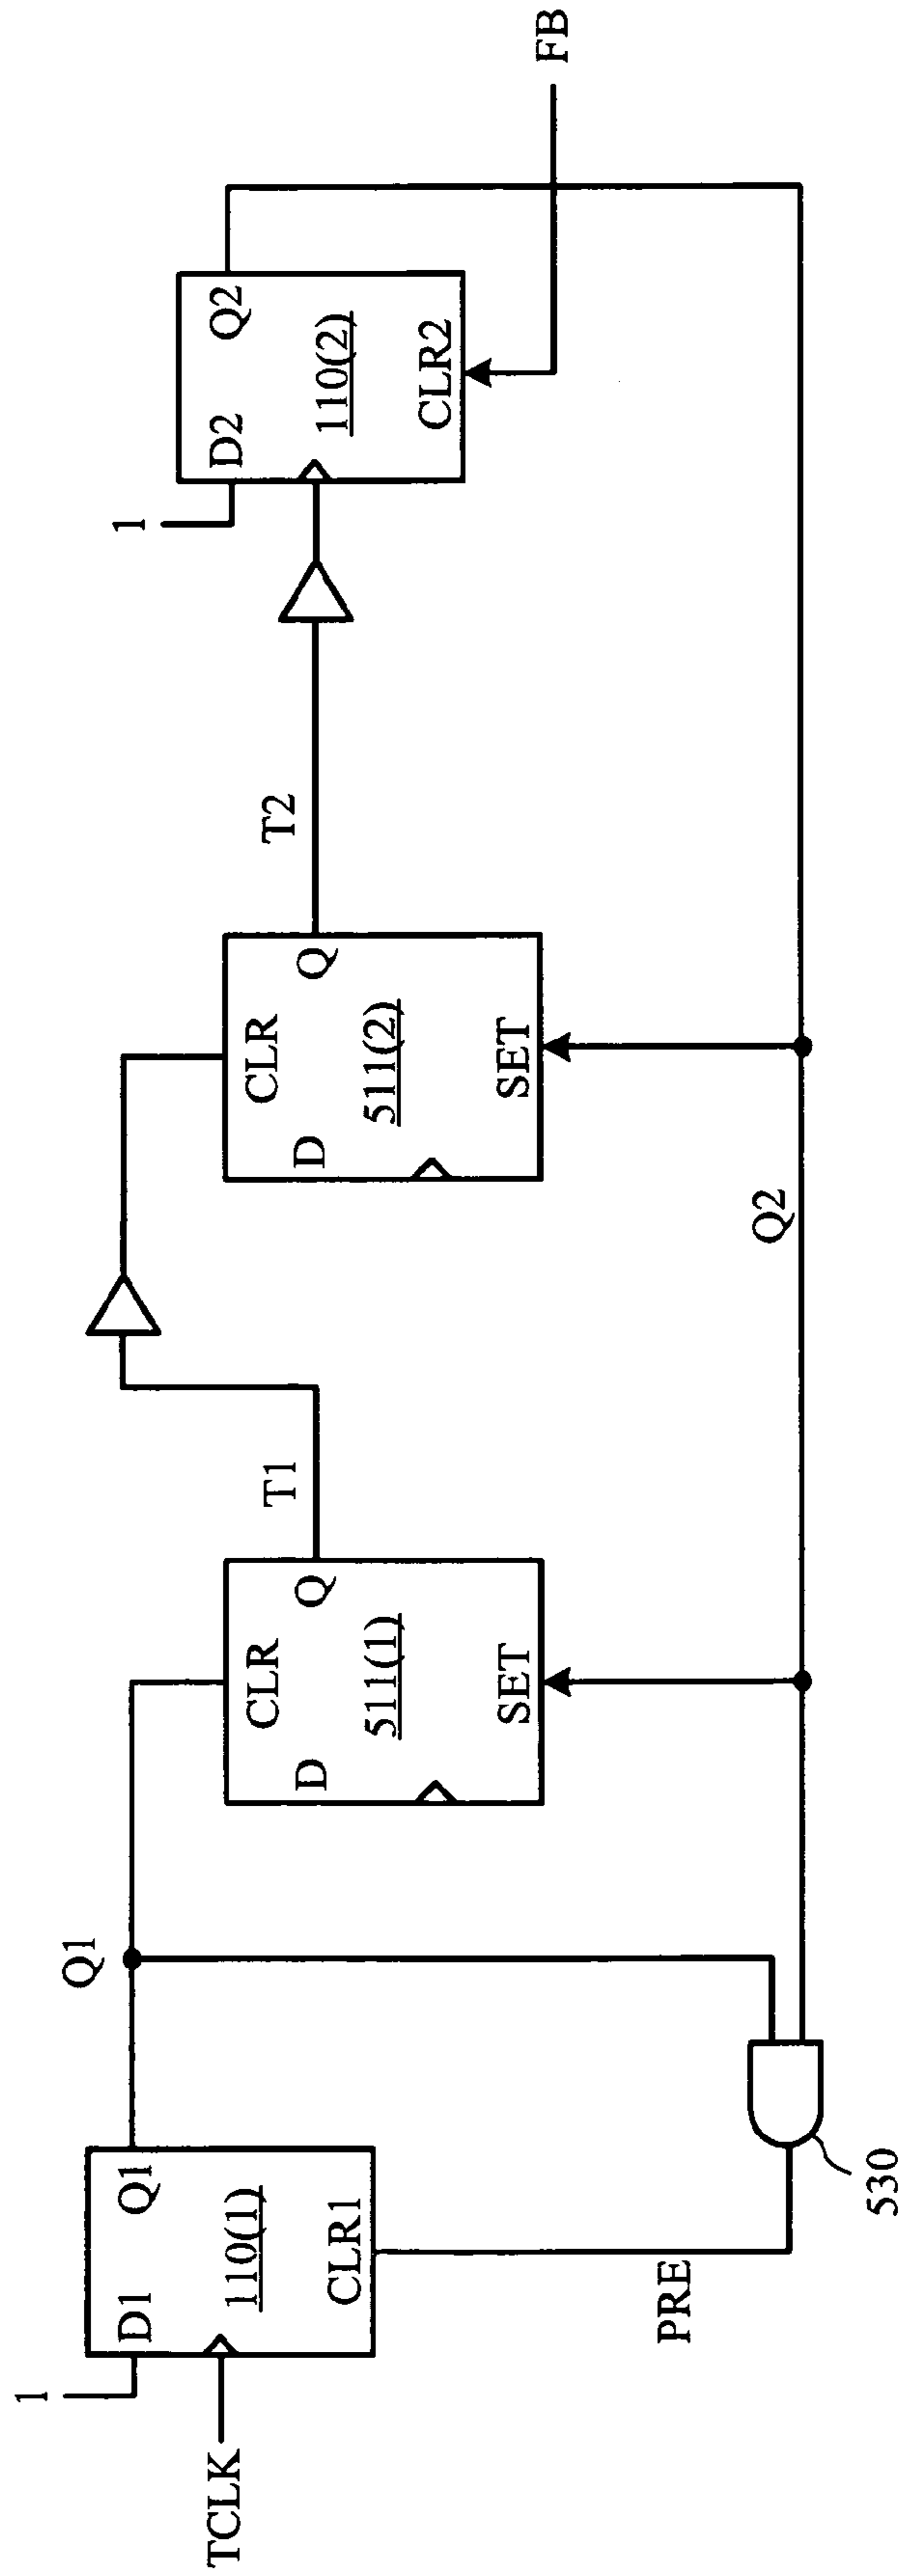 1
TCLK
D1
Q1
110(1)
CLR1
PRE
530
Q1
CLR
D
Q
511(1)
SET
T1
CLR
D
Q
511(2)
SET
T2
Q2
1
D2
Q2
110(2)
CLR2
FB